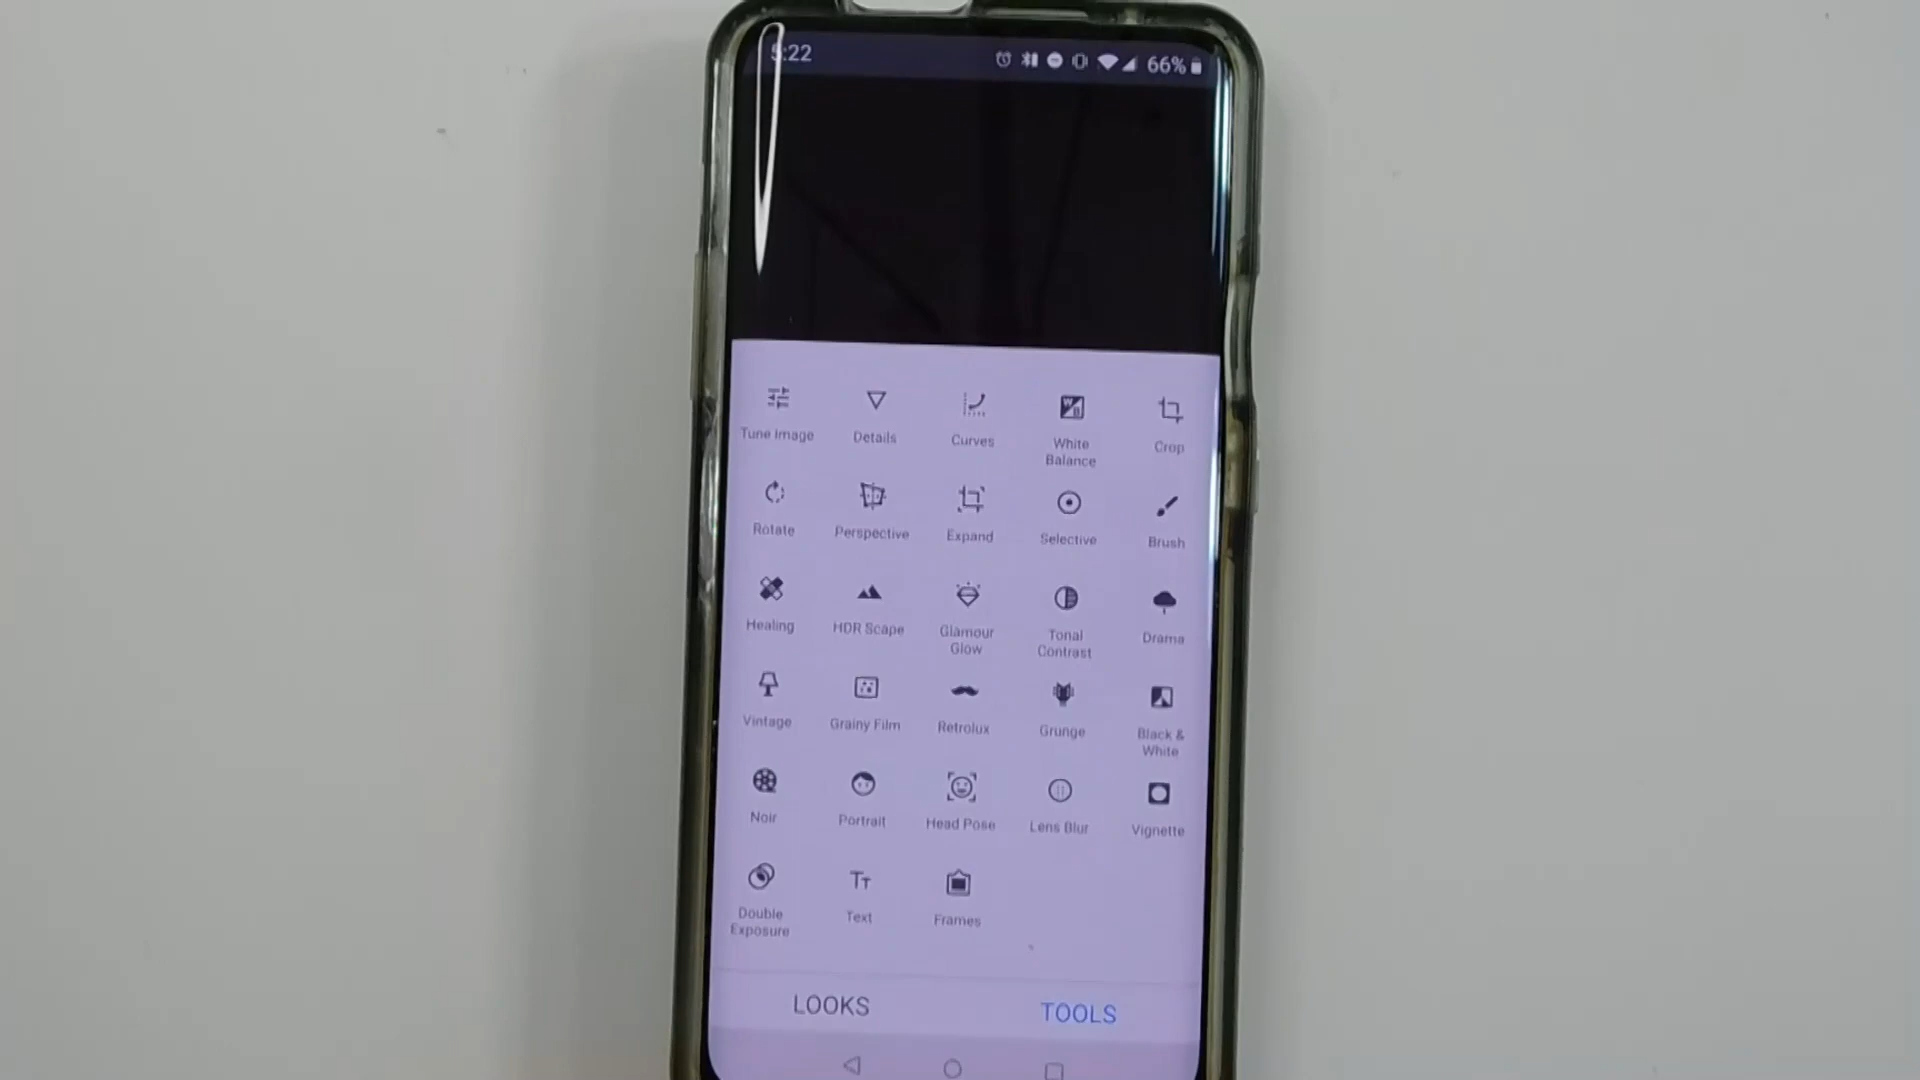 5:22 66%
Tune Image Details Curves White Balance Crop
Rotate Perspective Expand Selective Brush
Healing HDR Scape Glamour Glow Tonal Contrast Drama
Vintage Grainy Film Retrolux Grunge Black & White
Noir Portrait Head Pose Lens Blur Vignette
Double Exposure Text Frames
LOOKS TOOLS